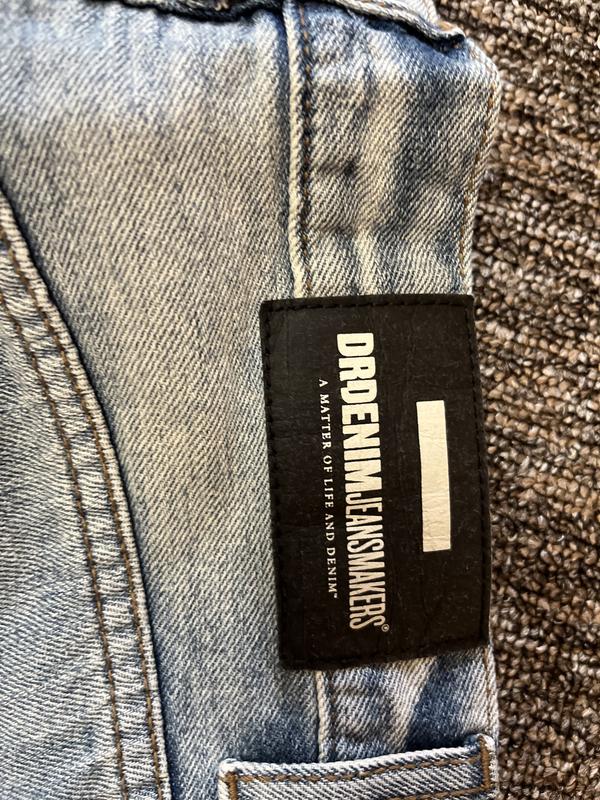 DRDENIMJEANSMAKERS®
A MATTER OF LIFE AND DENIM™